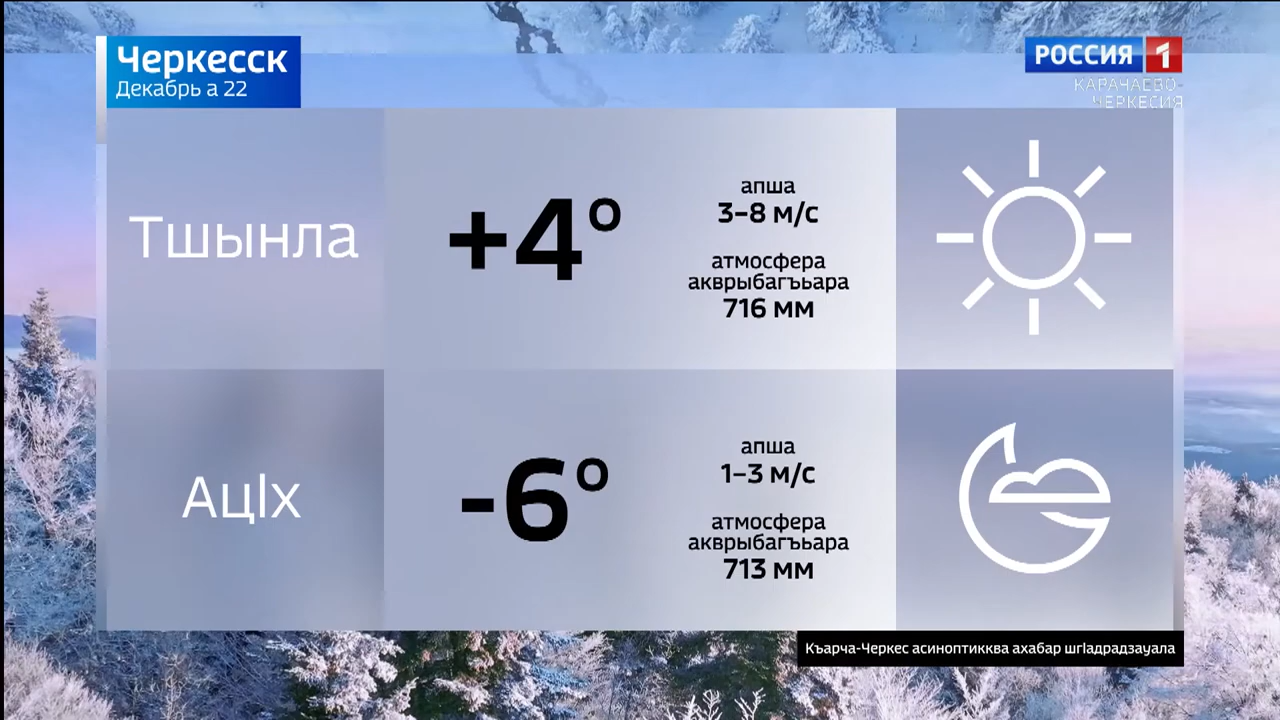 Черкесск
Декабрь а 22
РОССИЯ 1
КАРАЧАЕВО-
ЧЕРКЕСИЯ
Тшынла
+4°
апша
3-8 м/с
атмосфера
акврыбагъьара
716 мм
АцӀх
-6°
апша
1-3 м/с
атмосфера
акврыбагъьара
713 мм
Къарча-Черкес асиноптикква ахабар шгӀадрадзауала